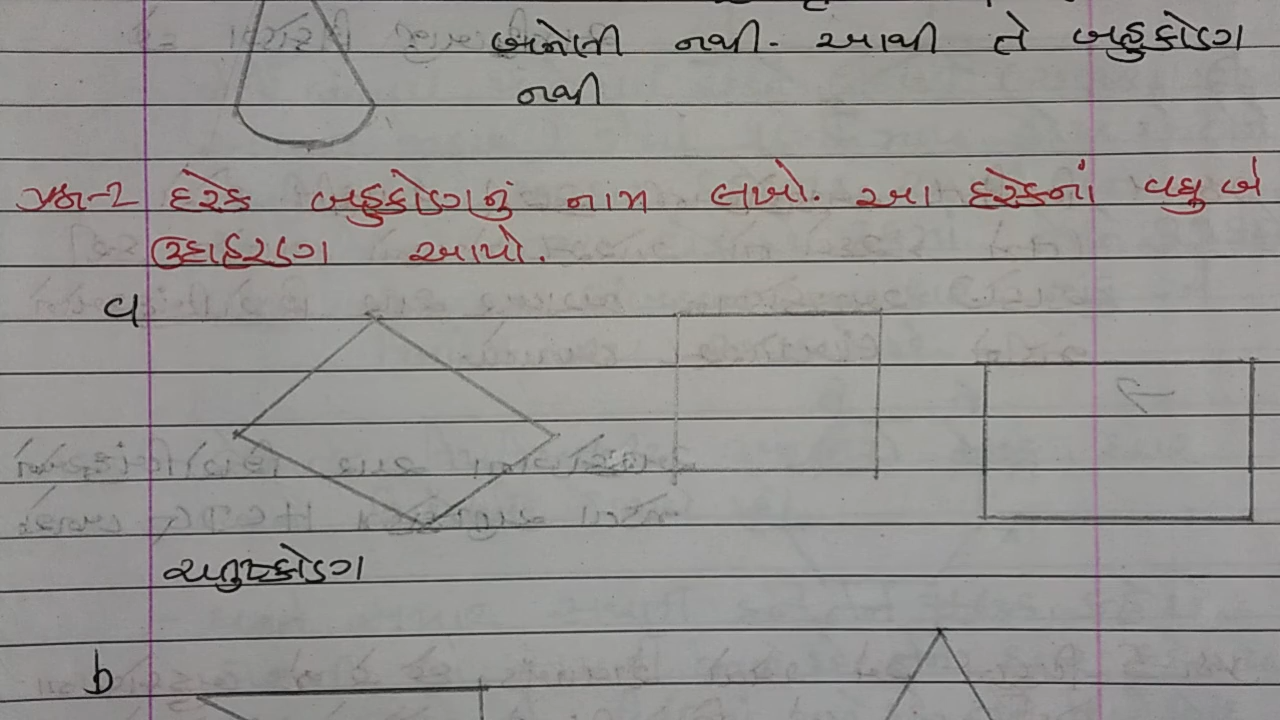 બનેલી નથી. આથી તે બહુકોણ
નથી
પ્રશ્ન-2 દરેક બહુકોણનું નામ લખો. આ દરેકનાં વધુ બે
ઉદાહરણ આપો.
a
ચતુષ્કોણ
b